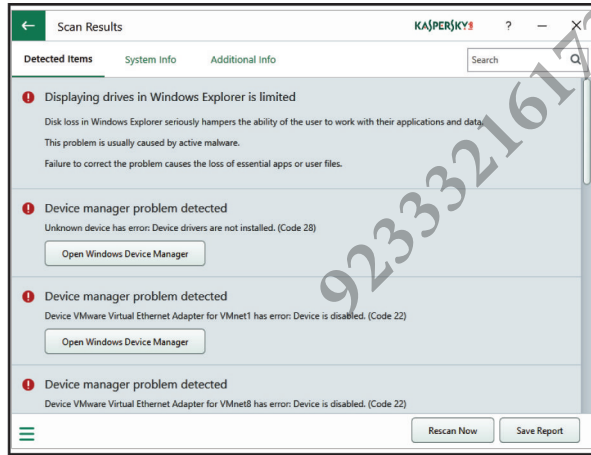 Scan Results
KASPERSKY
?
Detected Items
System Info
Additional Info
Search
Displaying drives in Windows Explorer is limited
Disk loss in Windows Explorer seriously hampers the ability of the user to work with their applications and data.
This problem is usually caused by active malware.
Failure to correct the problem causes the loss of essential apps or user files.
Device manager problem detected
Unknown device has error: Device drivers are not installed. (Code 28)
Open Windows Device Manager
Device manager problem detected
Device VMware Virtual Ethernet Adapter for VMnet1 has error: Device is disabled. (Code 22)
Open Windows Device Manager
Device manager problem detected
Device VMware Virtual Ethernet Adapter for VMnet8 has error: Device is disabled. (Code 22)
Rescan Now
Save Report